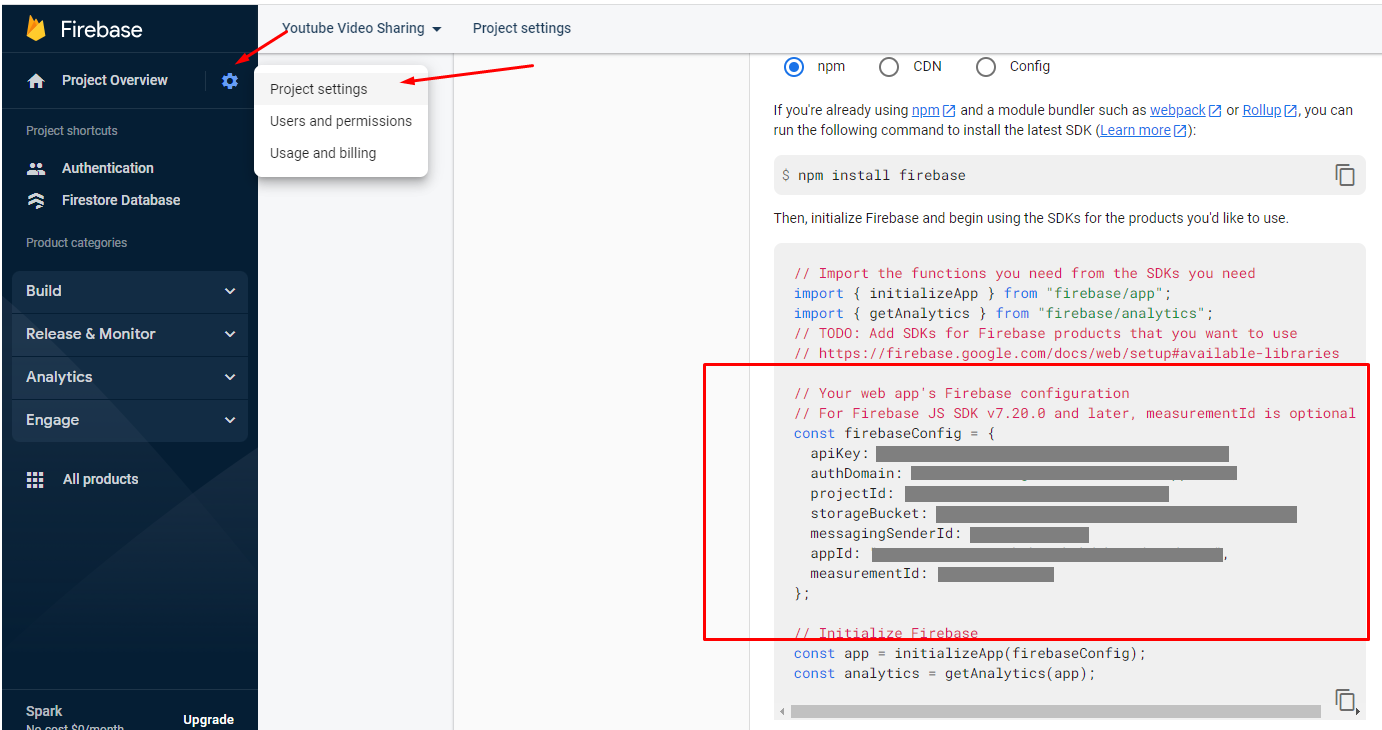 Firebase
Youtube Video Sharing
Project settings
Project Overview
Project settings
Users and permissions
Usage and billing
Project shortcuts
Authentication
Firestore Database
Product categories
Build
Release & Monitor
Analytics
Engage
All products
Spark
No cost $0/month
Upgrade
npm
CDN
Config
If you're already using npm and a module bundler such as webpack or Rollup, you can
run the following command to install the latest SDK (Learn more):
$ npm install firebase
Then, initialize Firebase and begin using the SDKs for the products you'd like to use.
// Import the functions you need from the SDKs you need
import { initializeApp } from "firebase/app";
import { getAnalytics } from "firebase/analytics";
// TODO: Add SDKs for Firebase products that you want to use
// https://firebase.google.com/docs/web/setup#available-libraries
// Your web app's Firebase configuration
// For Firebase JS SDK v7.20.0 and later, measurementId is optional
const firebaseConfig = {
apiKey:
authDomain:
projectId:
storageBucket:
messagingSenderId:
appId: ,
measurementId:
};
// Initialize Firebase
const app = initializeApp(firebaseConfig);
const analytics = getAnalytics(app);